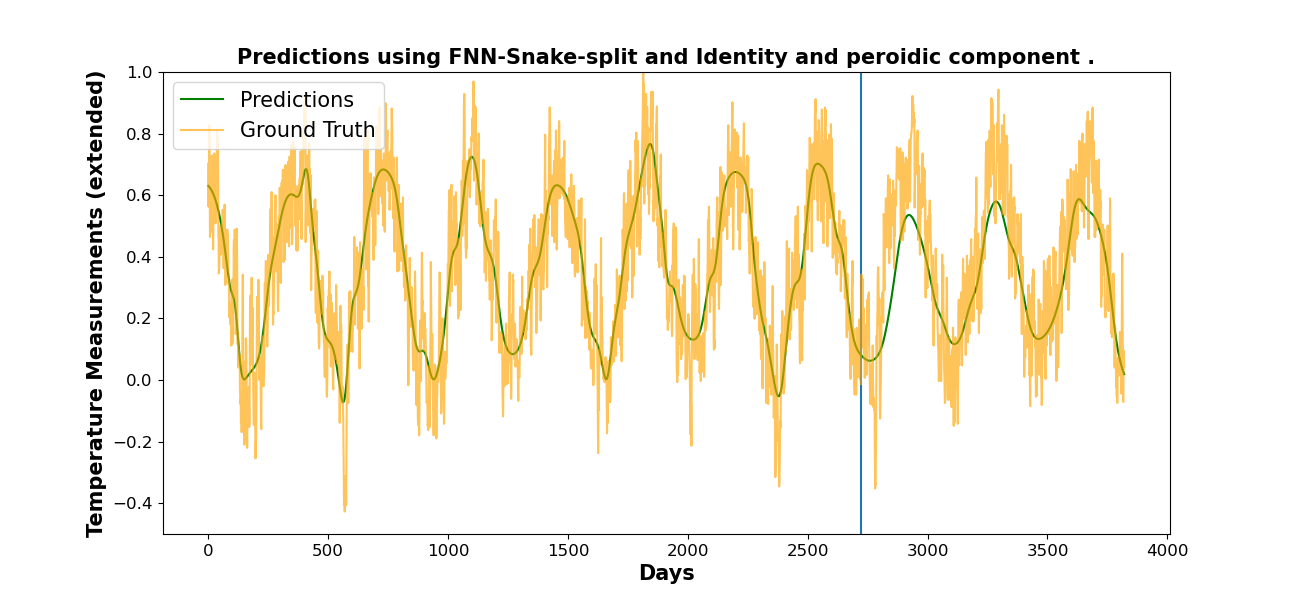 Predictions using FNN-Snake-split and Identity and peroidic component .
Temperature Measurements (extended)
1.0
0.8
0.6
0.4
0.2
0.0
−0.2
−0.4
Predictions
Ground Truth
0 500 1000 1500 2000 2500 3000 3500 4000
Days